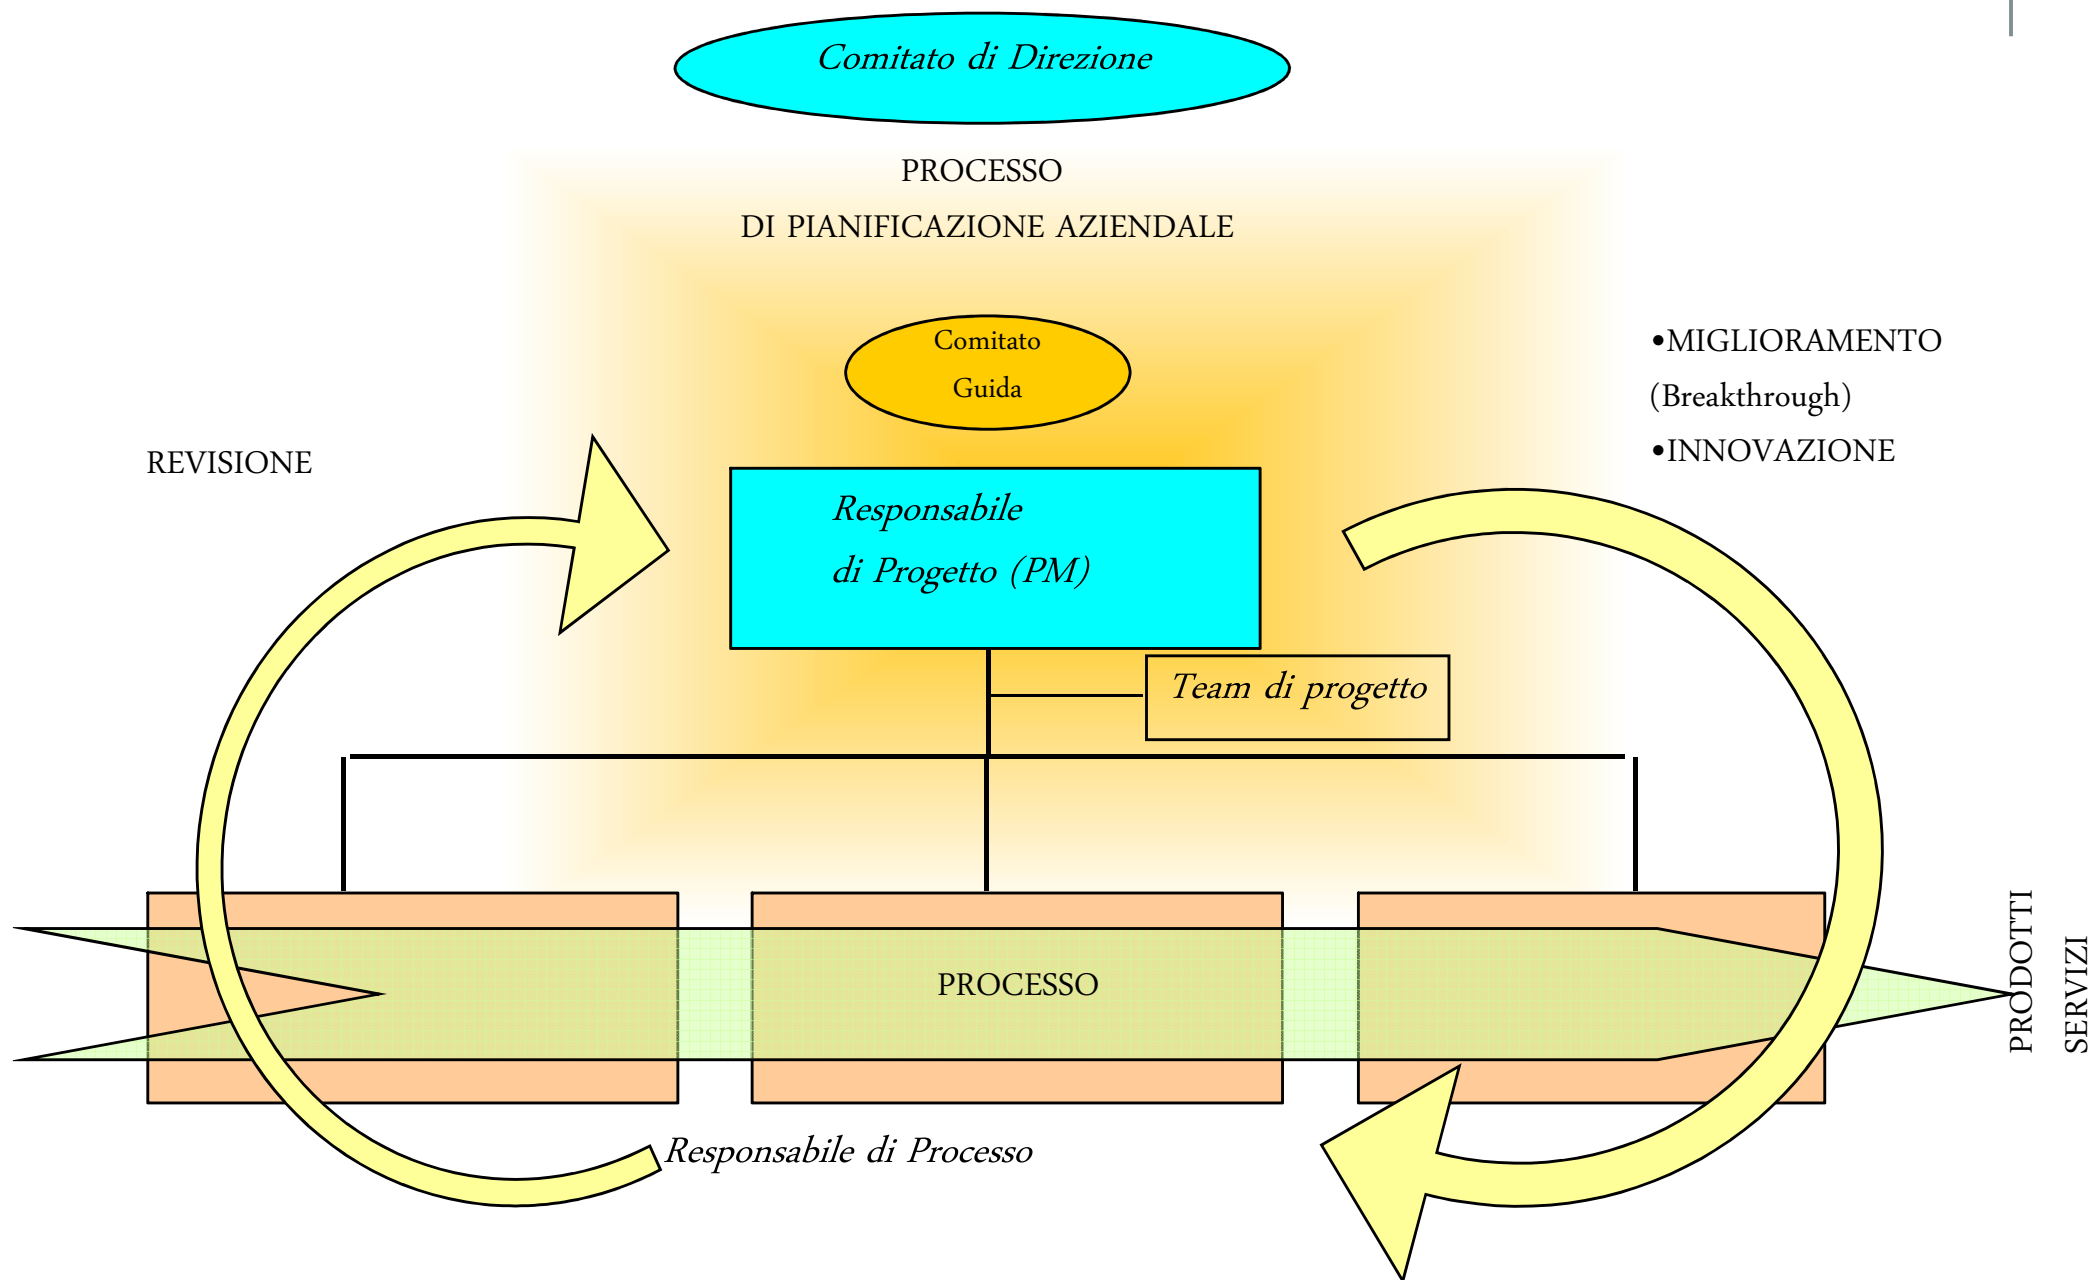 Comitato di Direzione
PROCESSO
DI PIANIFICAZIONE AZIENDALE
Comitato
Guida
•MIGLIORAMENTO
(Breakthrough)
•INNOVAZIONE
REVISIONE
Responsabile
di Progetto (PM)
Team di progetto
PROCESSO
PRODOTTI
SERVIZI
Responsabile di Processo